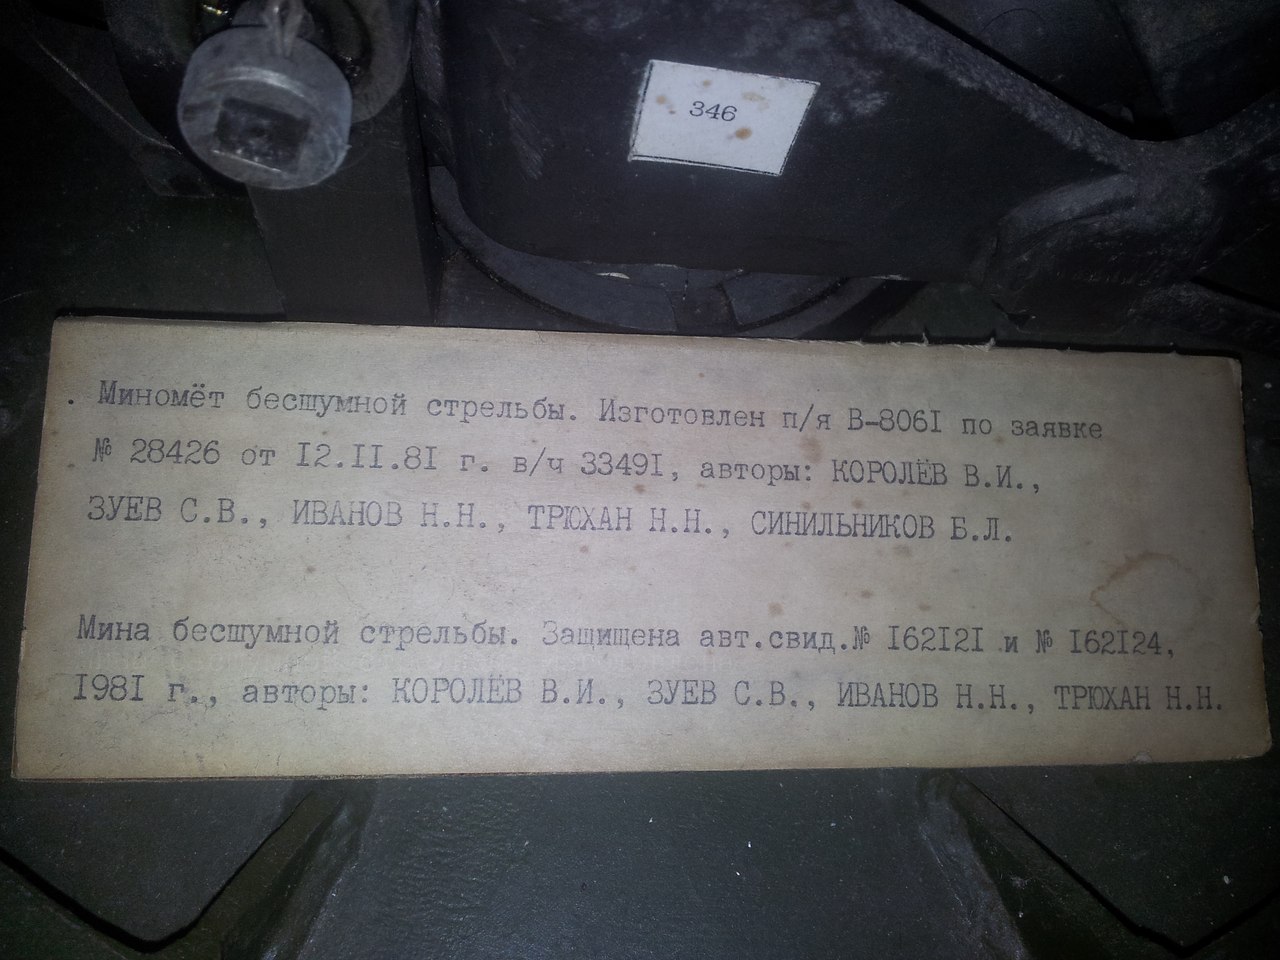 346
. Миномёт бесшумной стрельбы. Изготовлен п/я В-806I по заявке
№ 28426 от I2.II.8I г. в/ч 3349I, авторы: КОРОЛЁВ В.И.,
ЗУЕВ С.В., ИВАНОВ Н.Н., ТРЮХАН Н.Н., СИНИЛЬНИКОВ Б.Л.
Мина бесшумной стрельбы. Защищена авт.свид.№ I62I2I и № I62I24,
I98I г., авторы: КОРОЛЁВ В.И., ЗУЕВ С.В., ИВАНОВ Н.Н., ТРЮХАН Н.Н.